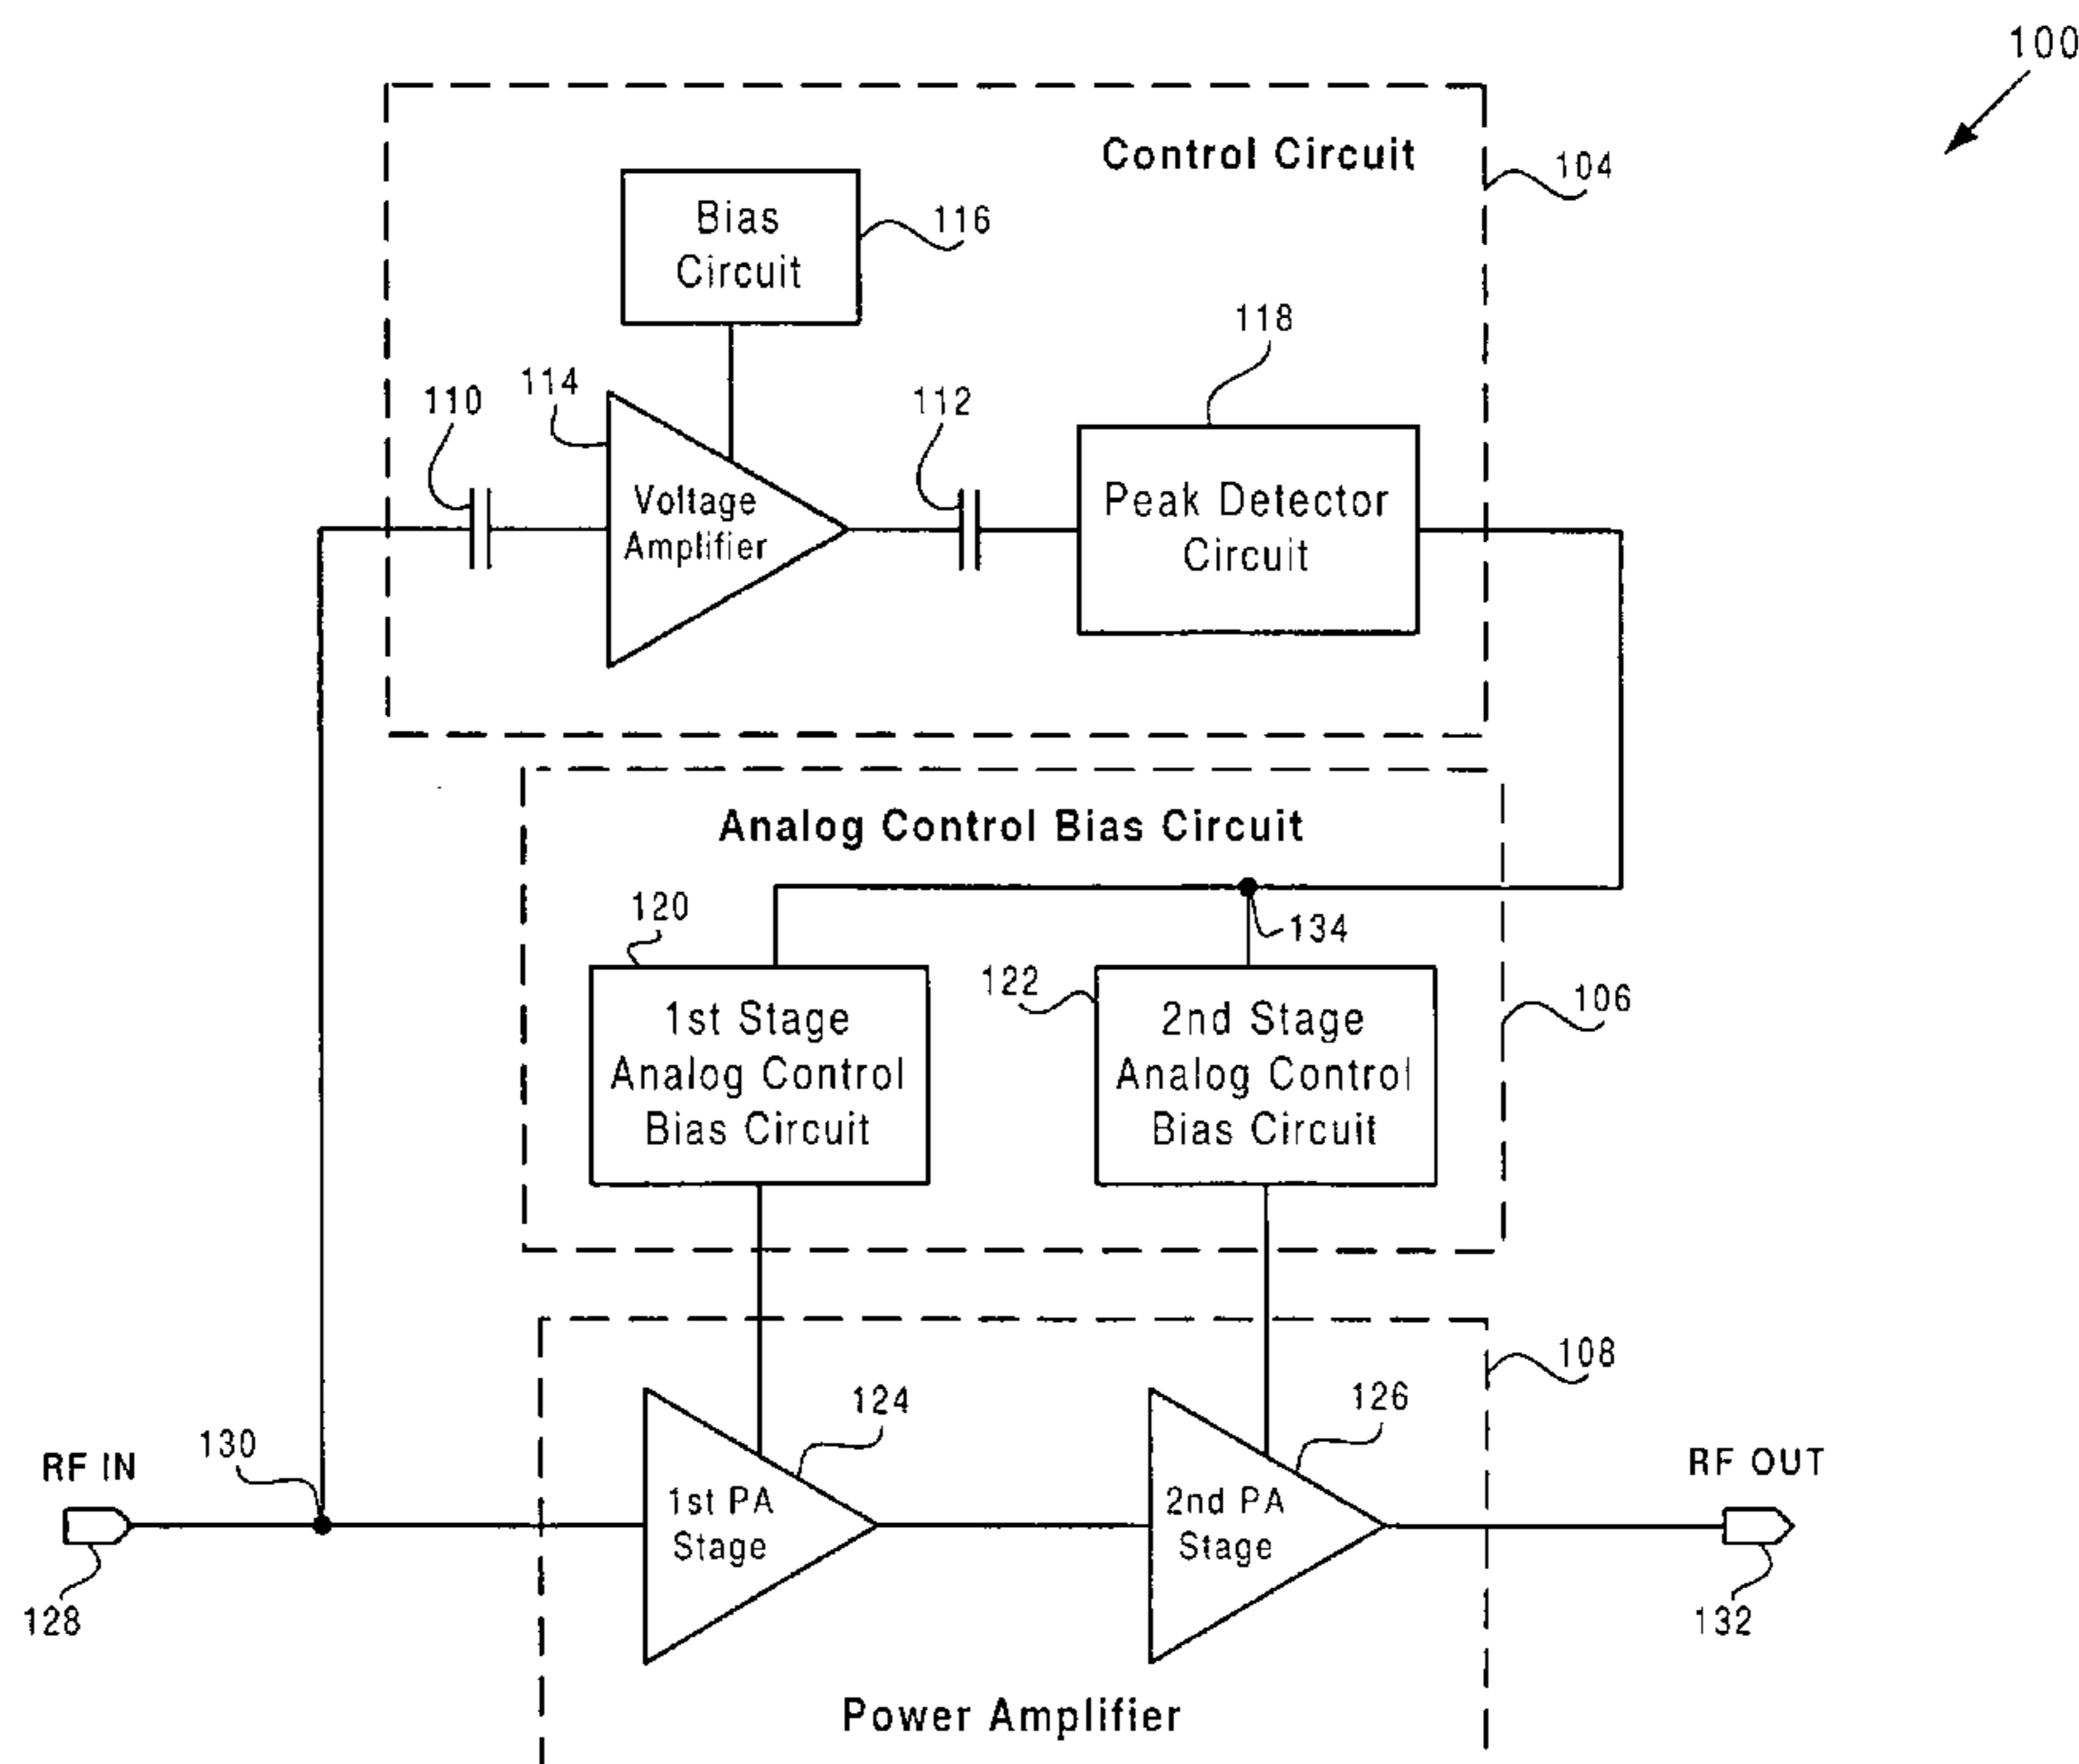 100
Control Circuit
104
Bias
Circuit
116
118
110
114
112
Voltage
Amplifier
Peak Detector
Circuit
Analog Control Bias Circuit
120
134
122
106
1st Stage
Analog Control
Bias Circuit
2nd Stage
Analog Control
Bias Circuit
108
124
126
RF IN
130
RF OUT
1st PA
Stage
2nd PA
Stage
128
132
Power Amplifier